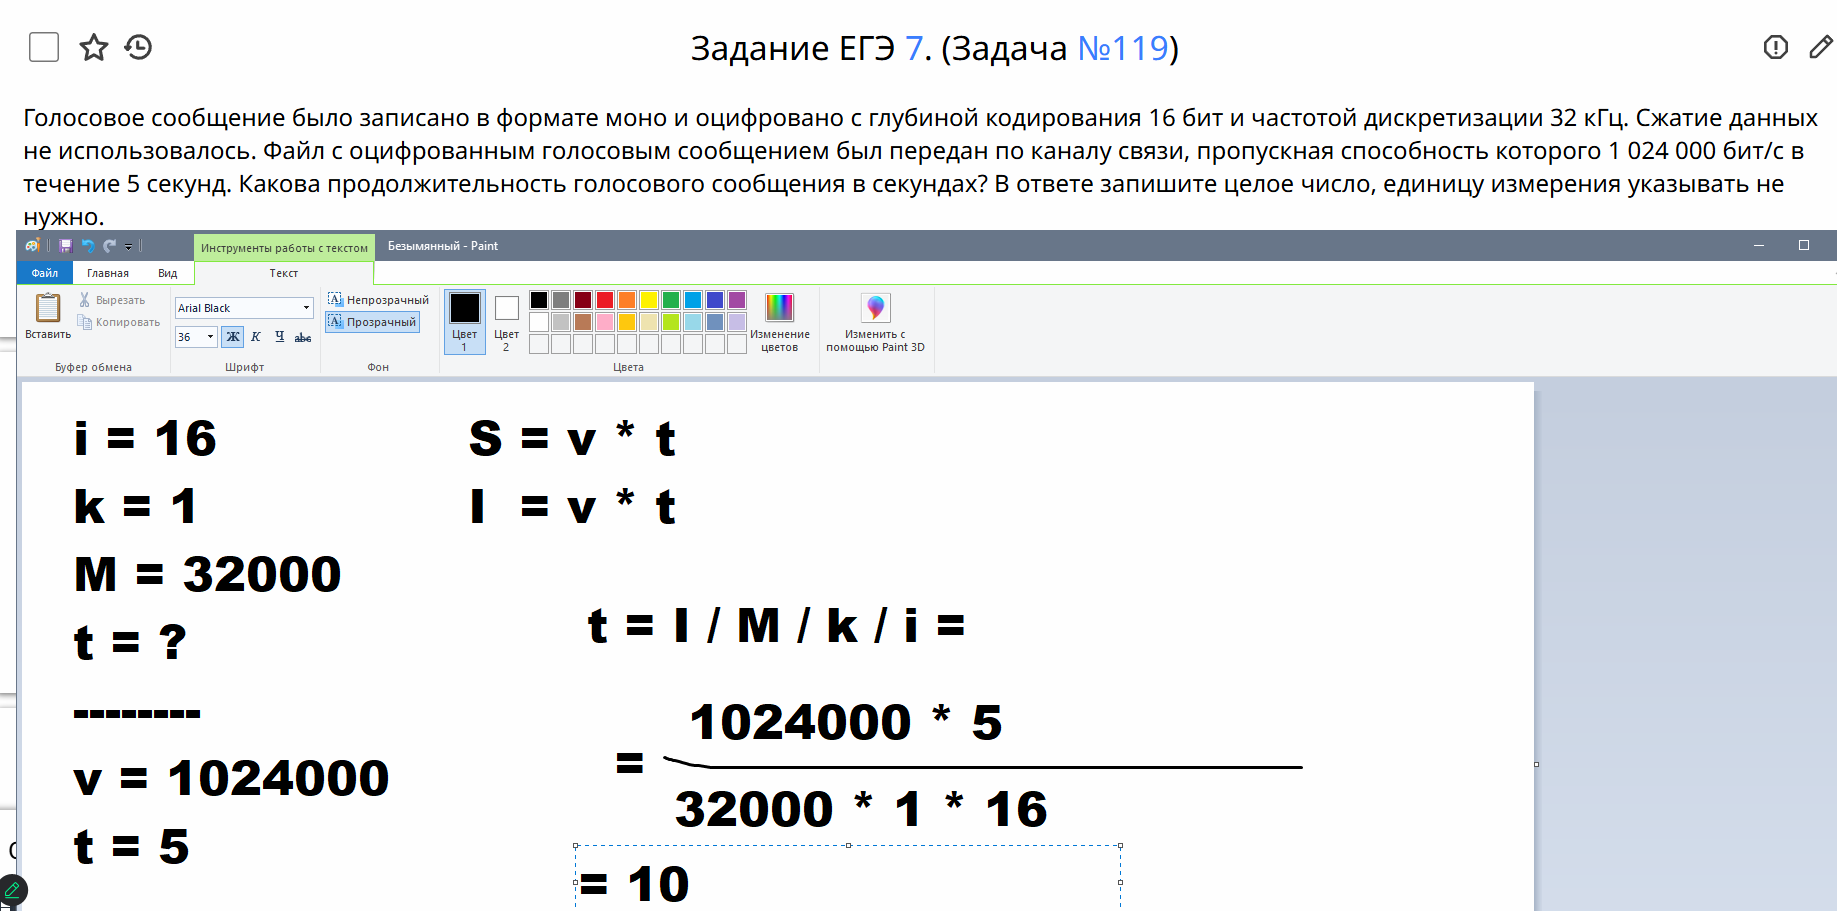 Задание ЕГЭ 7. (Задача №119)
Голосовое сообщение было записано в формате моно и оцифровано с глубиной кодирования 16 бит и частотой дискретизации 32 кГц. Сжатие данных
не использовалось. Файл с оцифрованным голосовым сообщением был передан по каналу связи, пропускная способность которого 1 024 000 бит/с в
течение 5 секунд. Какова продолжительность голосового сообщения в секундах? В ответе запишите целое число, единицу измерения указывать не
нужно.
Инструменты работы с текстом
Безымянный - Paint
Файл Главная Вид Текст
Вставить
Вырезать
Копировать
Буфер обмена
Arial Black
36 Ж К Ч abc
Шрифт
Непрозрачный
Прозрачный
Фон
Цвет
1
Цвет
2
Цвета
Изменение
цветов
Изменить с
помощью Paint 3D
i = 16
k = 1
M = 32000
t = ?
--------
v = 1024000
t = 5
S = v * t
I = v * t
t = I / M / k / i =
1024000 * 5
=
32000 * 1 * 16
= 10